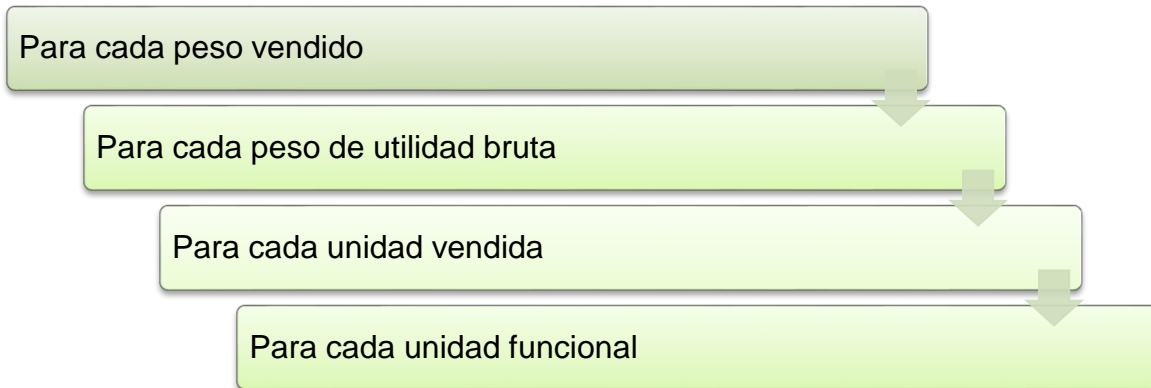 Para cada peso vendido
Para cada peso de utilidad bruta
Para cada unidad vendida
Para cada unidad funcional